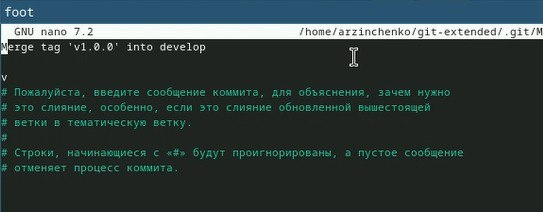 foot
GNU nano 7.2 /home/arzinchenko/git-extended/.git/M
Merge tag 'v1.0.0' into develop
v
# Пожалуйста, введите сообщение коммита, для объяснения, зачем нужно
# это слияние, особенно, если это слияние обновленной вышестоящей
# ветки в тематическую ветку.
#
# Строки, начинающиеся с «#» будут проигнорированы, а пустое сообщение
# отменяет процесс коммита.